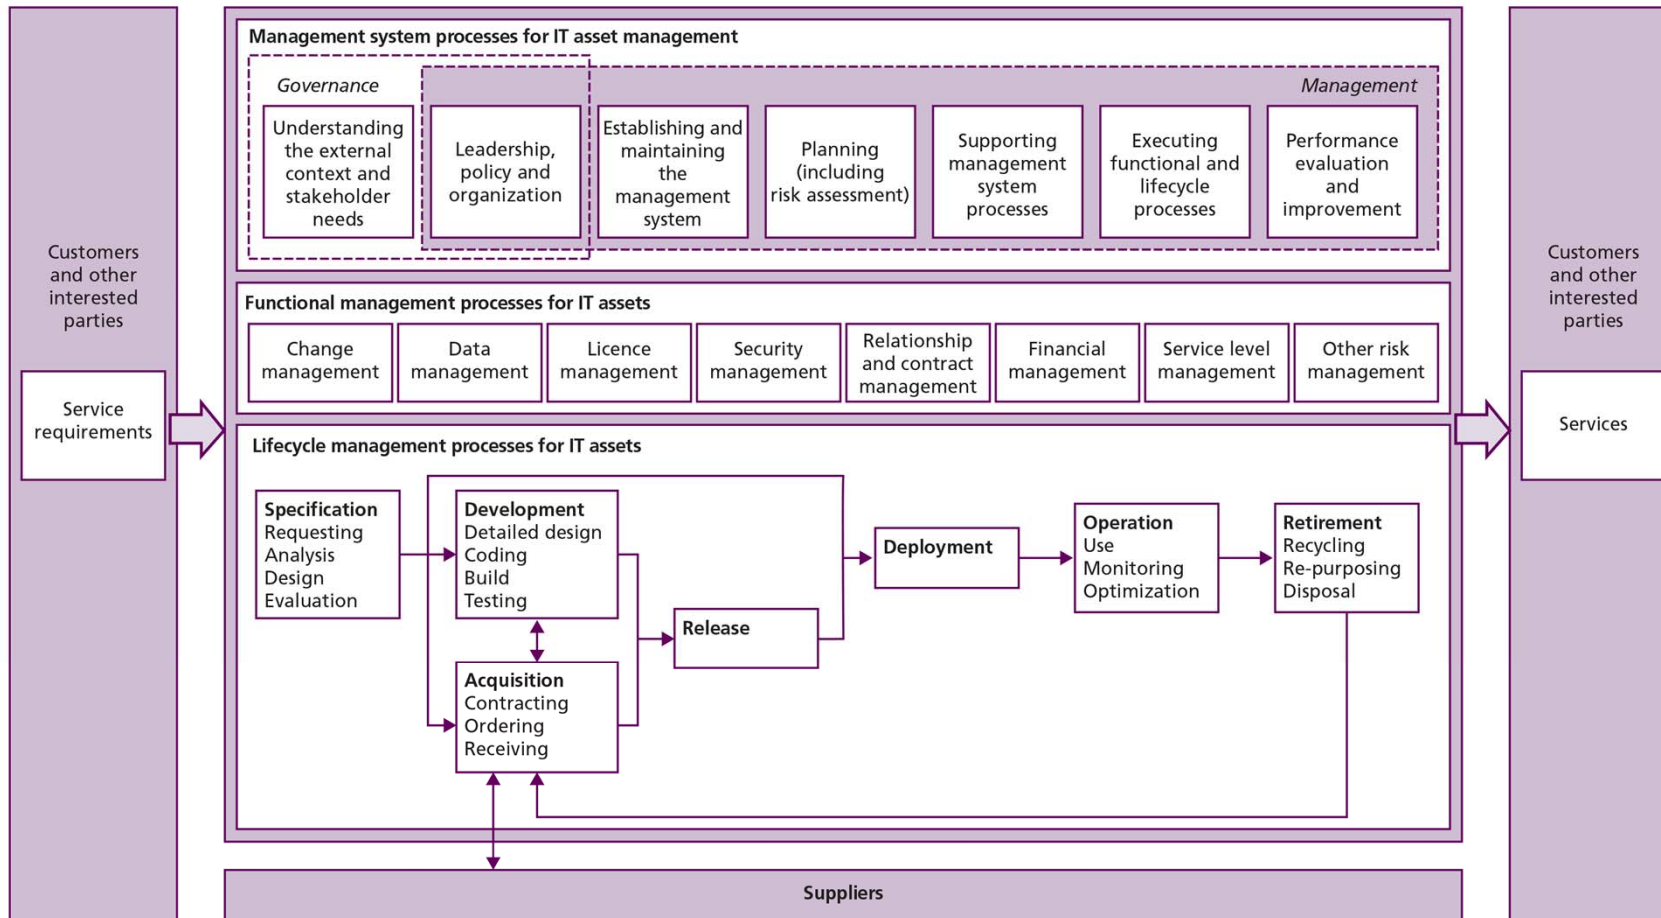 Customers
and other
interested
parties
Service
requirements
Management system processes for IT asset management
Governance
Management
Understanding
the external
context and
stakeholder
needs
Leadership,
policy and
organization
Establishing and
maintaining
the
management
system
Planning
(including
risk assessment)
Supporting
management
system
processes
Executing
functional and
lifecycle
processes
Performance
evaluation
and
improvement
Functional management processes for IT assets
Change
management
Data
management
Licence
management
Security
management
Relationship
and contract
management
Financial
management
Service level
management
Other risk
management
Lifecycle management processes for IT assets
Specification
Requesting
Analysis
Design
Evaluation
Development
Detailed design
Coding
Build
Testing
Acquisition
Contracting
Ordering
Receiving
Release
Deployment
Operation
Use
Monitoring
Optimization
Retirement
Recycling
Re-purposing
Disposal
Suppliers
Customers
and other
interested
parties
Services